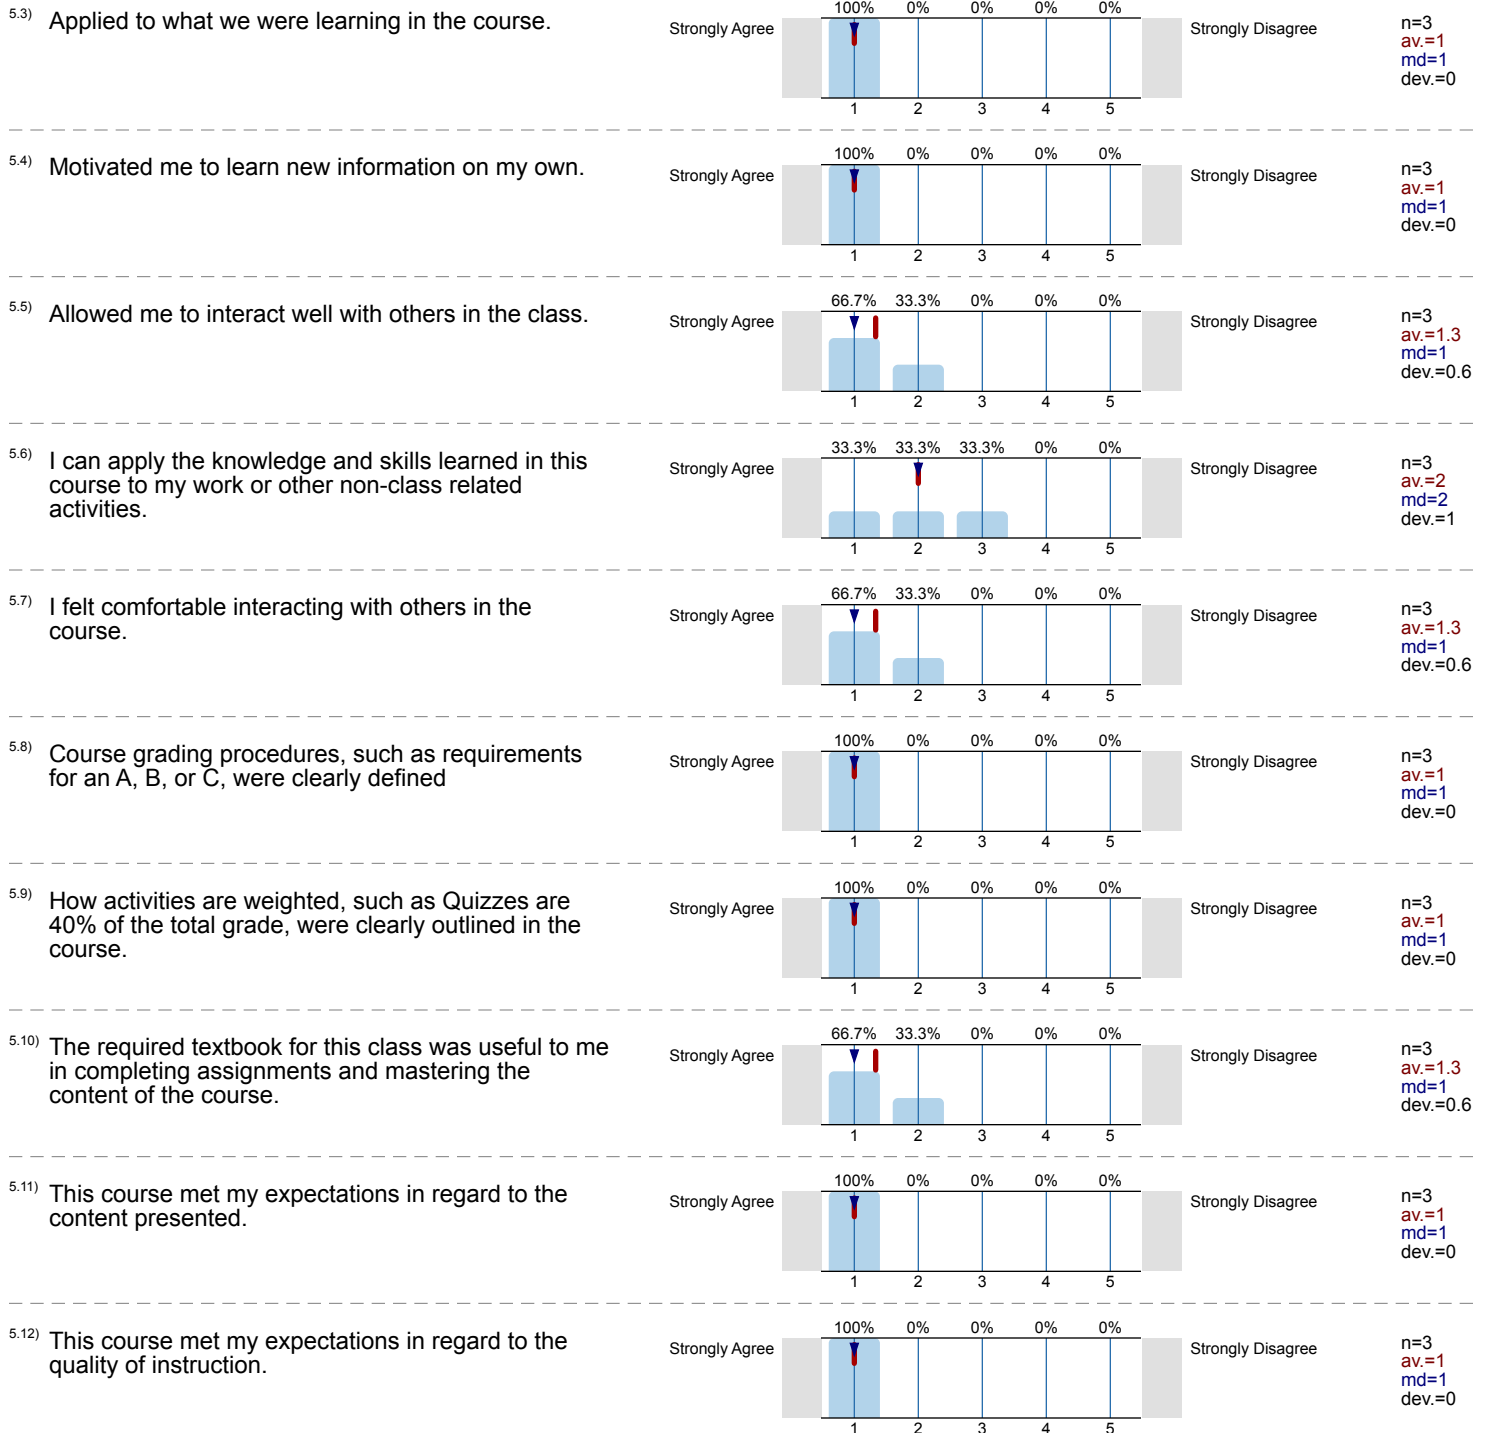 5.3) Applied to what we were learning in the course.
Strongly Agree
100% 0% 0% 0% 0%
1 2 3 4 5
Strongly Disagree
n=3
av.=1
md=1
dev.=0
5.4) Motivated me to learn new information on my own.
Strongly Agree
100% 0% 0% 0% 0%
1 2 3 4 5
Strongly Disagree
n=3
av.=1
md=1
dev.=0
5.5) Allowed me to interact well with others in the class.
Strongly Agree
66.7% 33.3% 0% 0% 0%
1 2 3 4 5
Strongly Disagree
n=3
av.=1.3
md=1
dev.=0.6
5.6) I can apply the knowledge and skills learned in this
course to my work or other non-class related
activities.
Strongly Agree
33.3% 33.3% 33.3% 0% 0%
1 2 3 4 5
Strongly Disagree
n=3
av.=2
md=2
dev.=1
5.7) I felt comfortable interacting with others in the
course.
Strongly Agree
66.7% 33.3% 0% 0% 0%
1 2 3 4 5
Strongly Disagree
n=3
av.=1.3
md=1
dev.=0.6
5.8) Course grading procedures, such as requirements
for an A, B, or C, were clearly defined
Strongly Agree
100% 0% 0% 0% 0%
1 2 3 4 5
Strongly Disagree
n=3
av.=1
md=1
dev.=0
5.9) How activities are weighted, such as Quizzes are
40% of the total grade, were clearly outlined in the
course.
Strongly Agree
100% 0% 0% 0% 0%
1 2 3 4 5
Strongly Disagree
n=3
av.=1
md=1
dev.=0
5.10) The required textbook for this class was useful to me
in completing assignments and mastering the
content of the course.
Strongly Agree
66.7% 33.3% 0% 0% 0%
1 2 3 4 5
Strongly Disagree
n=3
av.=1.3
md=1
dev.=0.6
5.11) This course met my expectations in regard to the
content presented.
Strongly Agree
100% 0% 0% 0% 0%
1 2 3 4 5
Strongly Disagree
n=3
av.=1
md=1
dev.=0
5.12) This course met my expectations in regard to the
quality of instruction.
Strongly Agree
100% 0% 0% 0% 0%
1 2 3 4 5
Strongly Disagree
n=3
av.=1
md=1
dev.=0